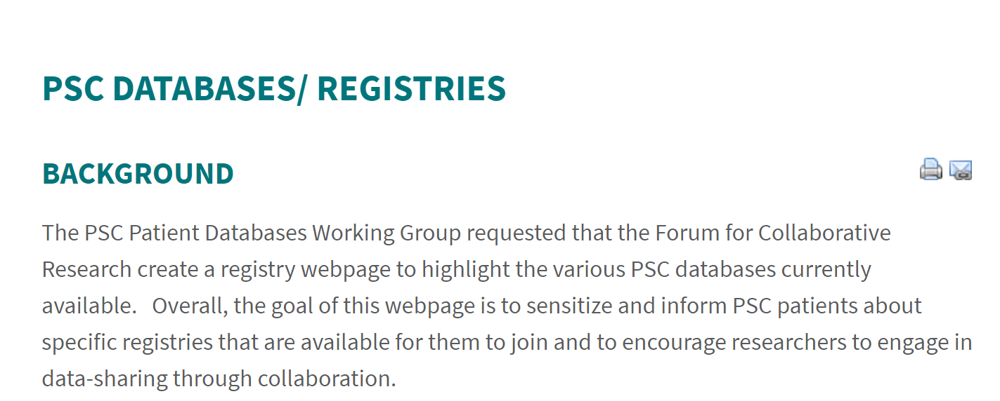 PSC DATABASES/ REGISTRIES
BACKGROUND
The PSC Patient Databases Working Group requested that the Forum for Collaborative
Research create a registry webpage to highlight the various PSC databases currently
available.   Overall, the goal of this webpage is to sensitize and inform PSC patients about
specific registries that are available for them to join and to encourage researchers to engage in
data-sharing through collaboration.